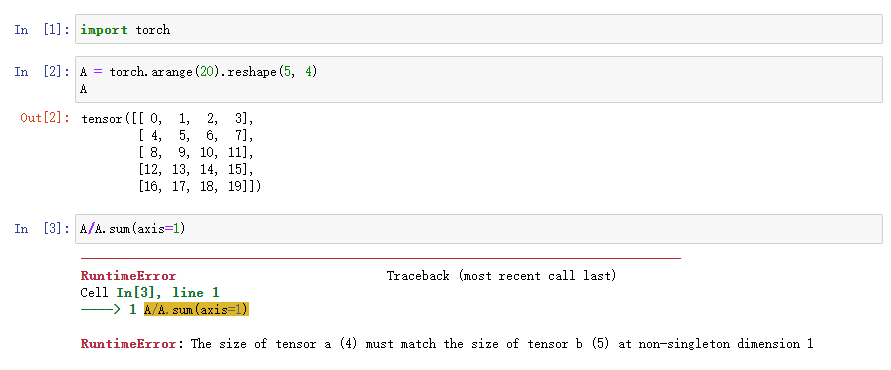 In [1]: import torch
In [2]: A = torch.arange(20).reshape(5, 4)
A
Out[2]: tensor([[ 0,  1,  2,  3],
[ 4,  5,  6,  7],
[ 8,  9, 10, 11],
[12, 13, 14, 15],
[16, 17, 18, 19]])
In [3]: A/A.sum(axis=1)
RuntimeError Traceback (most recent call last)
Cell In[3], line 1
----> 1 A/A.sum(axis=1)
RuntimeError: The size of tensor a (4) must match the size of tensor b (5) at non-singleton dimension 1